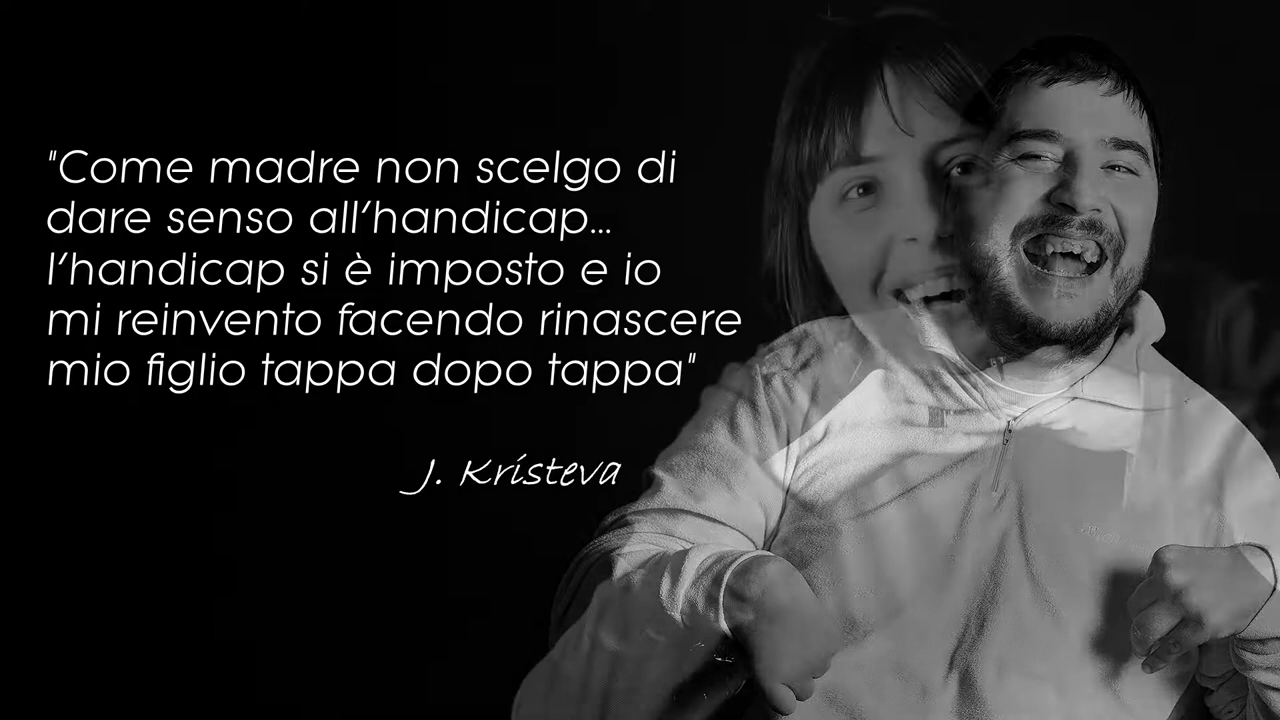 "Come madre non scelgo di
dare senso all'handicap...
l'handicap si è imposto e io
mi reinvento facendo rinascere
mio figlio tappa dopo tappa"
J. Kristeva